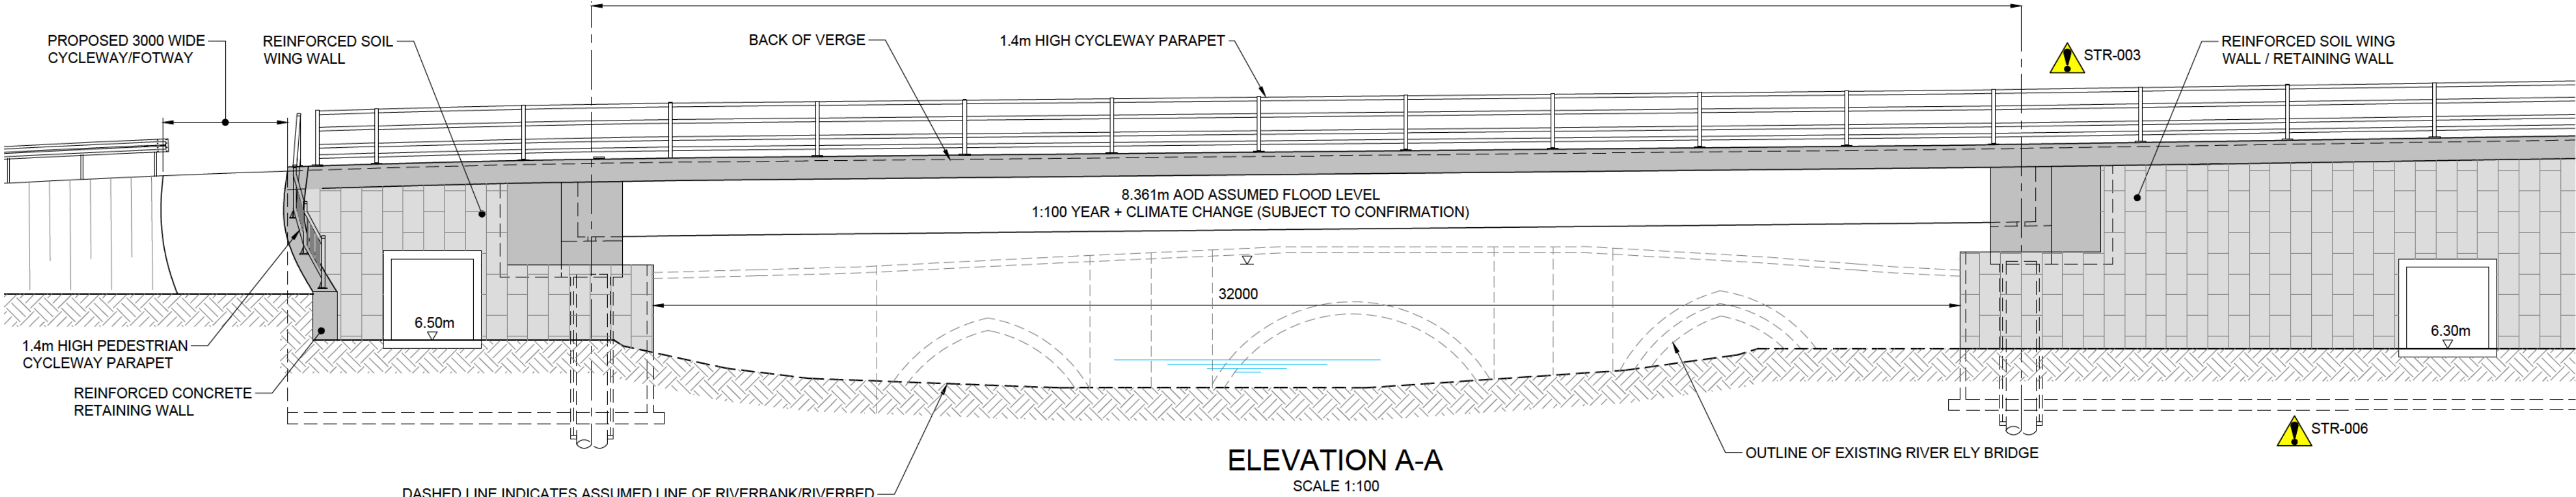 PROPOSED 3000 WIDE
CYCLEWAY/FOTWAY
REINFORCED SOIL
WING WALL
BACK OF VERGE
1.4m HIGH CYCLEWAY PARAPET
STR-003
REINFORCED SOIL WING
WALL / RETAINING WALL
8.361m AOD ASSUMED FLOOD LEVEL
1:100 YEAR + CLIMATE CHANGE (SUBJECT TO CONFIRMATION)
32000
6.50m
6.30m
1.4m HIGH PEDESTRIAN
CYCLEWAY PARAPET
REINFORCED CONCRETE
RETAINING WALL
STR-006
OUTLINE OF EXISTING RIVER ELY BRIDGE
ELEVATION A-A
SCALE 1:100
DASHED LINE INDICATES ASSUMED LINE OF RIVERBANK/RIVERBED